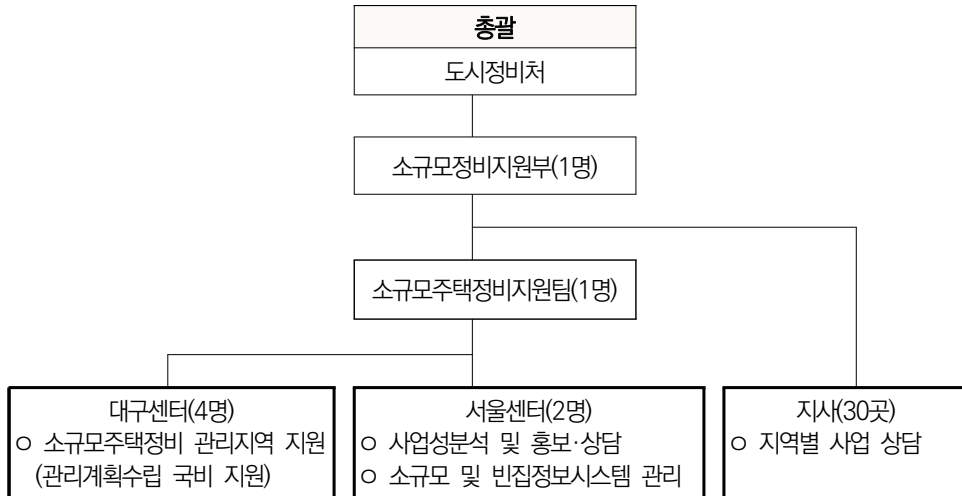 총괄
도시정비처
소규모정비지원부(1명)
소규모주택정비지원팀(1명)
대구센터(4명)
ㅇ 소규모주택정비 관리지역 지원
(관리계획수립 국비 지원)
서울센터(2명)
ㅇ 사업성분석 및 홍보·상담
ㅇ 소규모 및 빈집정보시스템 관리
지사(30곳)
ㅇ 지역별 사업 상담